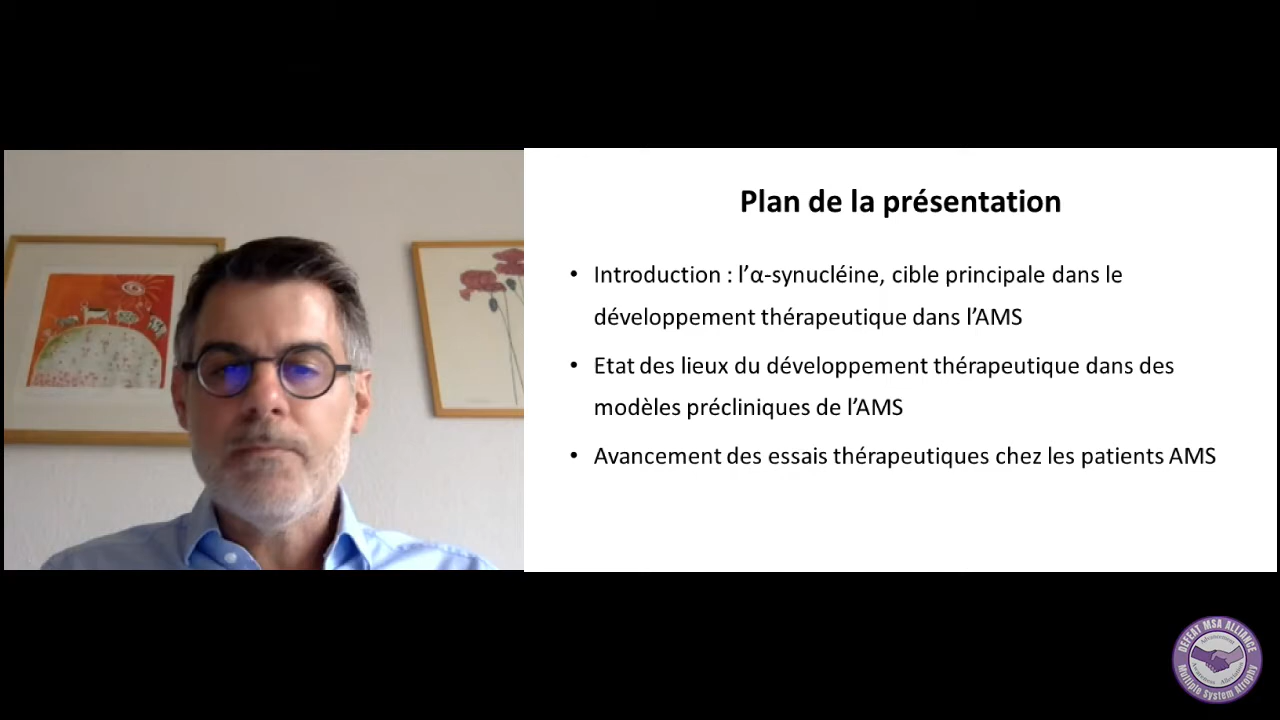 Plan de la présentation
• Introduction : l'α-synucléine, cible principale dans le
développement thérapeutique dans l'AMS
• Etat des lieux du développement thérapeutique dans des
modèles précliniques de l'AMS
• Avancement des essais thérapeutiques chez les patients AMS
DEFEAT MSA ALLIANCE
Multiple System Atrophy